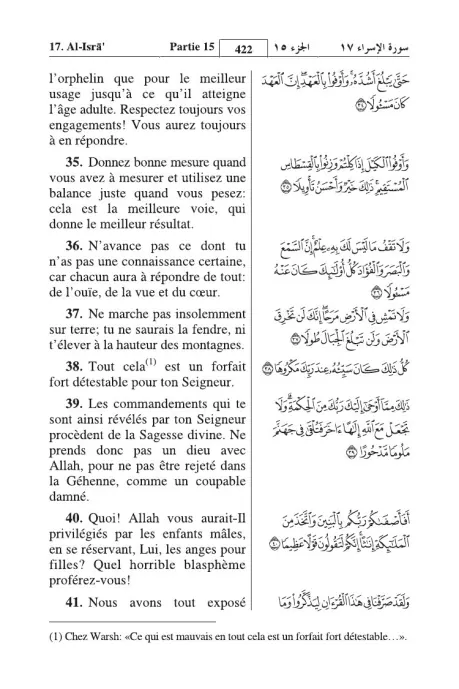 17. Al-Isrā' Partie 15 422 الجزء ١٥ سورة الإسراء ١٧
l'orphelin que pour le meilleur
usage jusqu'à ce qu'il atteigne
l'âge adulte. Respectez toujours vos
engagements! Vous aurez toujours
à en répondre.
35. Donnez bonne mesure quand
vous avez à mesurer et utilisez une
balance juste quand vous pesez:
cela est la meilleure voie, qui
donne le meilleur résultat.
36. N'avance pas ce dont tu
n'as pas une connaissance certaine,
car chacun aura à répondre de tout:
de l'ouïe, de la vue et du cœur.
37. Ne marche pas insolemment
sur terre; tu ne saurais la fendre, ni
t'élever à la hauteur des montagnes.
38. Tout cela(1) est un forfait
fort détestable pour ton Seigneur.
39. Les commandements qui te
sont ainsi révélés par ton Seigneur
procèdent de la Sagesse divine. Ne
prends donc pas un dieu avec
Allah, pour ne pas être rejeté dans
la Géhenne, comme un coupable
damné.
40. Quoi! Allah vous aurait-Il
privilégiés par les enfants mâles,
en se réservant, Lui, les anges pour
filles? Quel horrible blasphème
proférez-vous!
41. Nous avons tout exposé
حَتَّىٰ يَبْلُغَ أَشُدَّهُۥ وَأَوْفُوا۟ بِٱلْعَهْدِ إِنَّ ٱلْعَهْدَ
كَانَ مَسْـُٔولًا ٣٤
وَأَوْفُوا۟ ٱلْكَيْلَ إِذَا كِلْتُمْ وَزِنُوا۟ بِٱلْقِسْطَاسِ
ٱلْمُسْتَقِيمِ ذَٰلِكَ خَيْرٌ وَأَحْسَنُ تَأْوِيلًا ٣٥
وَلَا تَقْفُ مَا لَيْسَ لَكَ بِهِۦ عِلْمٌ إِنَّ ٱلسَّمْعَ
وَٱلْبَصَرَ وَٱلْفُؤَادَ كُلُّ أُو۟لَٰٓئِكَ كَانَ عَنْهُ
مَسْـُٔولًا ٣٦
وَلَا تَمْشِ فِى ٱلْأَرْضِ مَرَحًا إِنَّكَ لَن تَخْرِقَ
ٱلْأَرْضَ وَلَن تَبْلُغَ ٱلْجِبَالَ طُولًا ٣٧
كُلُّ ذَٰلِكَ كَانَ سَيِّئُهُۥ عِندَ رَبِّكَ مَكْرُوهًا ٣٨
ذَٰلِكَ مِمَّآ أَوْحَىٰٓ إِلَيْكَ رَبُّكَ مِنَ ٱلْحِكْمَةِ وَلَا
تَجْعَلْ مَعَ ٱللَّهِ إِلَٰهًا ءَاخَرَ فَتُلْقَىٰ فِى جَهَنَّمَ
مَلُومًا مَّدْحُورًا ٣٩
أَفَأَصْفَىٰكُمْ رَبُّكُم بِٱلْبَنِينَ وَٱتَّخَذَ مِنَ
ٱلْمَلَٰٓئِكَةِ إِنَٰثًا إِنَّكُمْ لَتَقُولُونَ قَوْلًا عَظِيمًا ٤٠
وَلَقَدْ صَرَّفْنَا فِى هَٰذَا ٱلْقُرْءَانِ لِيَذَّكَّرُوا۟ وَمَا
(1) Chez Warsh: «Ce qui est mauvais en tout cela est un forfait fort détestable…».